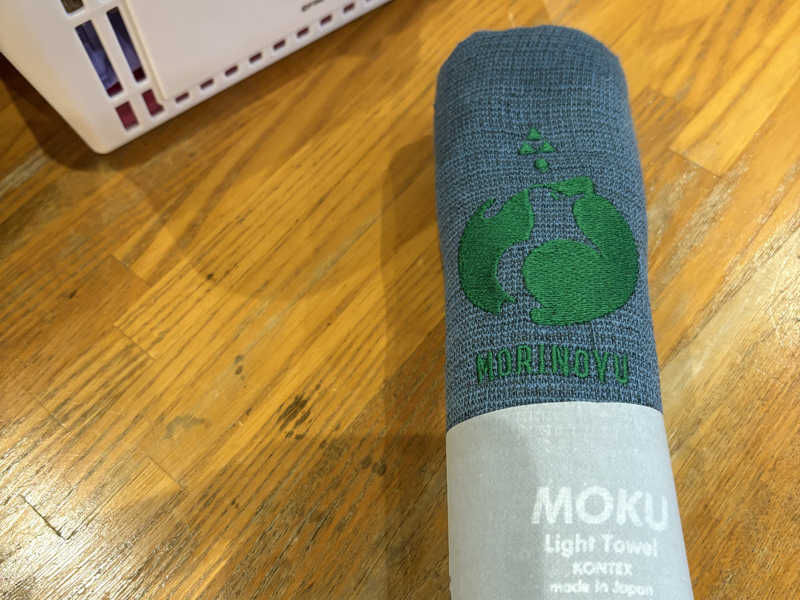 MORINOYU
MOKU
Light Towel
KONTEX
made in Japan